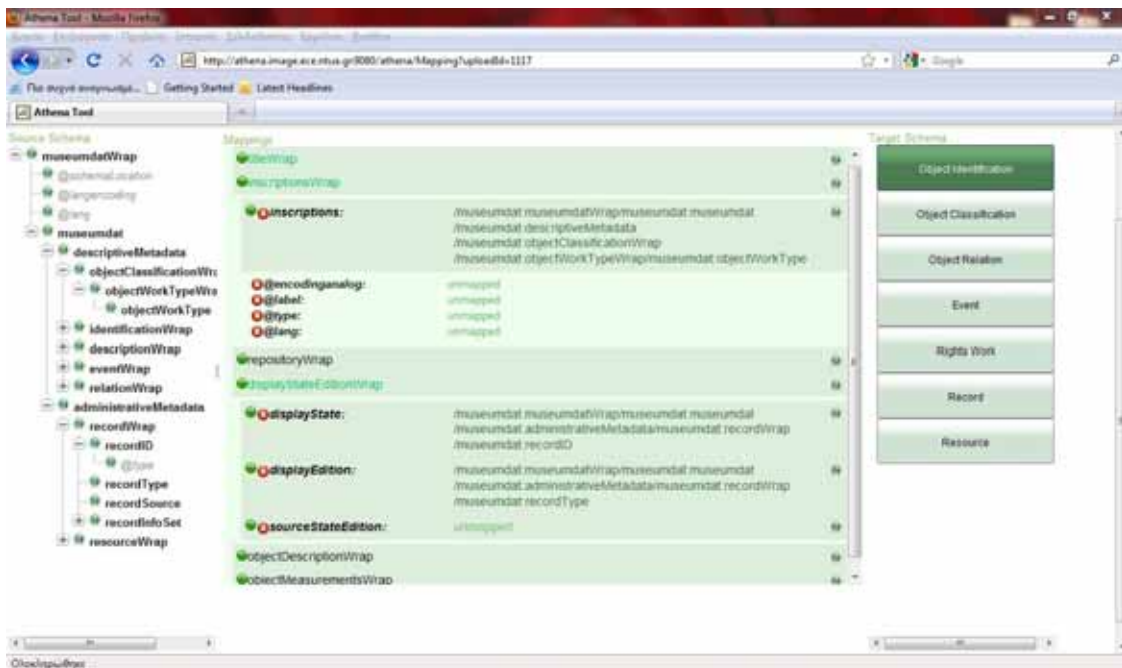 Athena Tool - Mozilla Firefox
http://athena.image.ece.ntua.gr:8080/athena/Mapping?uploadId=1117
Google
Getting Started Latest Headlines
Athena Tool
Source Schema
museumdatWrap
@schemaLocation
@langencoding
@lang
museumdat
descriptiveMetadata
objectClassificationWra
objectWorkTypeWra
objectWorkType
identificationWrap
descriptionWrap
eventWrap
relationWrap
administrativeMetadata
recordWrap
recordID
@type
recordType
recordSource
recordInfoSet
resourceWrap
Mappings
titleWrap
inscriptionsWrap
inscriptions:
/museumdat:museumdatWrap/museumdat:museumdat
/museumdat:descriptiveMetadata
/museumdat:objectClassificationWrap
/museumdat:objectWorkTypeWrap/museumdat:objectWorkType
@encodinganalog: unmapped
@label: unmapped
@type: unmapped
@lang: unmapped
repositoryWrap
displayStateEditionWrap
displayState:
/museumdat:museumdatWrap/museumdat:museumdat
/museumdat:administrativeMetadata/museumdat:recordWrap
/museumdat:recordID
displayEdition:
/museumdat:museumdatWrap/museumdat:museumdat
/museumdat:administrativeMetadata/museumdat:recordWrap
/museumdat:recordType
sourceStateEdition: unmapped
objectDescriptionWrap
objectMeasurementsWrap
Target Schema
Object Identification
Object Classification
Object Relation
Event
Rights Work
Record
Resource
Ολοκληρώθηκε